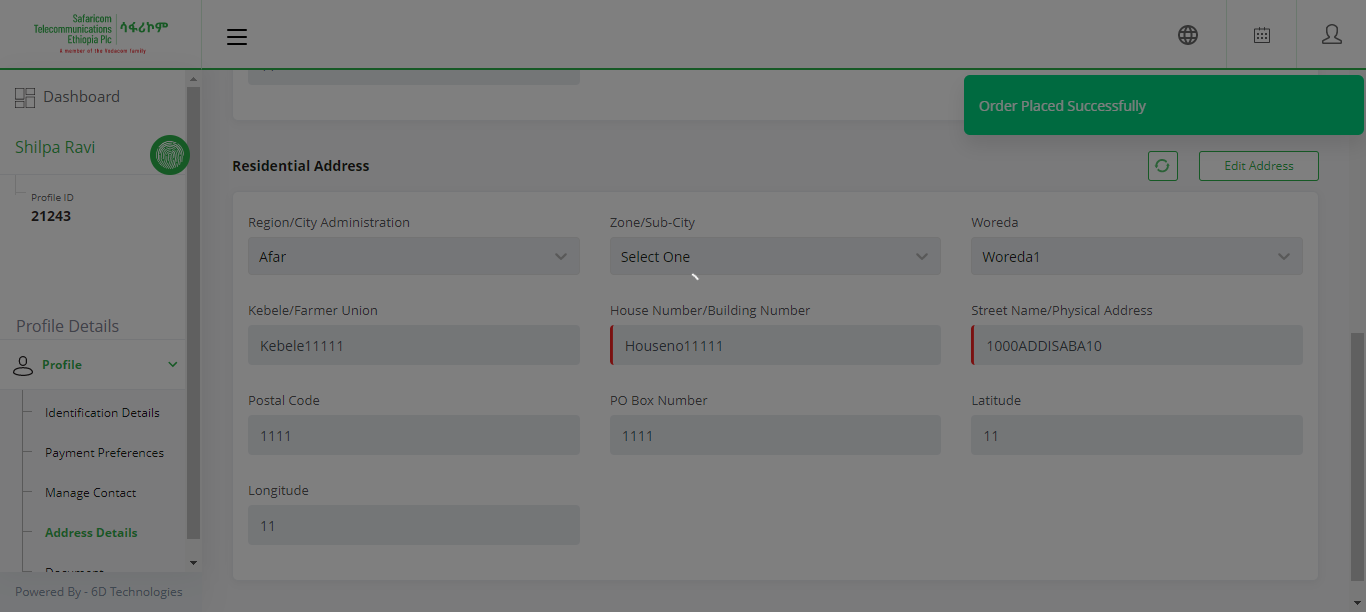 Safaricom
Telecommunications
Ethiopia Plc
ሳፋሪኮም
A member of the Vodacom family
Order Placed Successfully
Dashboard
Shilpa Ravi
Profile ID
21243
Profile Details
Profile
Identification Details
Payment Preferences
Manage Contact
Address Details
Document
Powered By - 6D Technologies
Residential Address
Edit Address
Region/City Administration
Zone/Sub-City
Woreda
Afar
Select One
Woreda1
Kebele/Farmer Union
House Number/Building Number
Street Name/Physical Address
Kebele11111
Houseno11111
1000ADDISABA10
Postal Code
PO Box Number
Latitude
1111
1111
11
Longitude
11